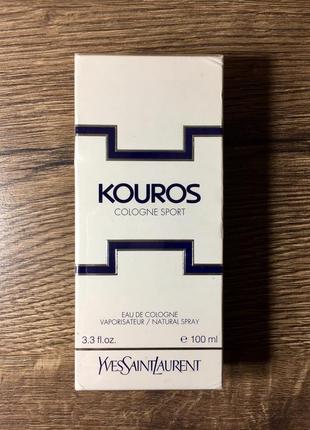 KOUROS
COLOGNE SPORT
EAU DE COLOGNE
VAPORISATEUR / NATURAL SPRAY
3.3 fl.oz. e 100 ml
YVESSAINTLAURENT